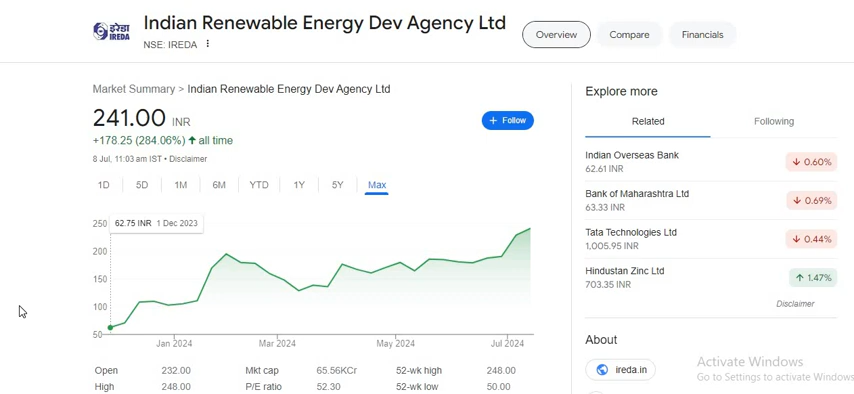 इरेडा
IREDA
Indian Renewable Energy Dev Agency Ltd
NSE: IREDA
Overview
Compare
Financials
Market Summary > Indian Renewable Energy Dev Agency Ltd
241.00 INR
+ Follow
+178.25 (284.06%) ↑ all time
8 Jul, 11:03 am IST • Disclaimer
1D 5D 1M 6M YTD 1Y 5Y Max
62.75 INR 1 Dec 2023
250
200
150
100
50
Jan 2024 Mar 2024 May 2024 Jul 2024
Open 232.00 Mkt cap 65.56KCr 52-wk high 248.00
High 248.00 P/E ratio 52.30 52-wk low 50.00
Explore more
Related Following
Indian Overseas Bank ↓ 0.60%
62.61 INR
Bank of Maharashtra Ltd ↓ 0.69%
63.33 INR
Tata Technologies Ltd ↓ 0.44%
1,005.95 INR
Hindustan Zinc Ltd ↑ 1.47%
703.35 INR
Disclaimer
About
ireda.in
Activate Windows
Go to Settings to activate Windows